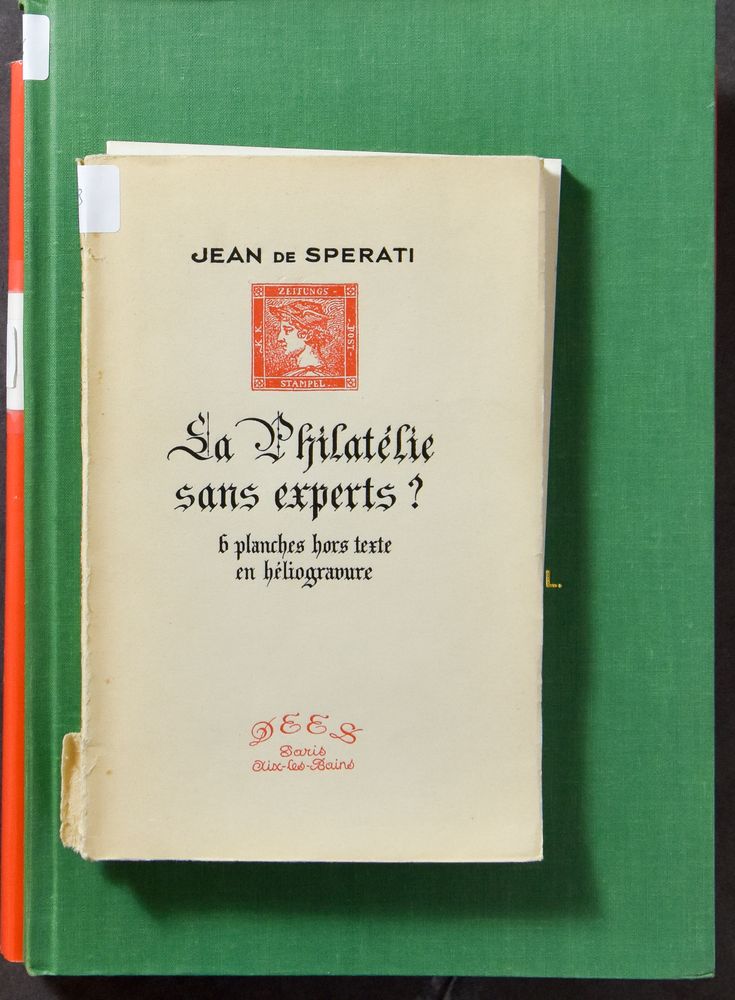 JEAN DE SPERATI
ZEITUNGS-
K.K.
POST-
STAMPEL.
La Philatélie
sans experts ?
6 planches hors texte
en héliogravure
DEES
Paris
Aix-les-Bains
L.